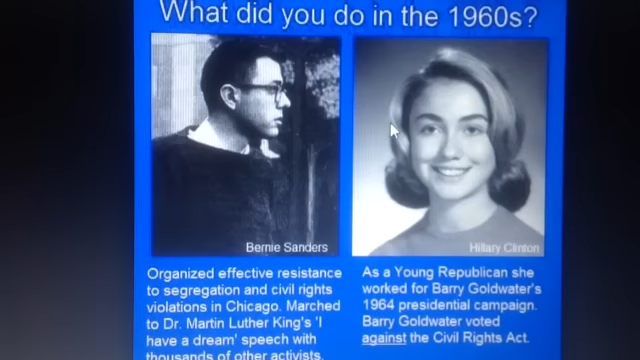 What did you do in the 1960s?
Bernie Sanders
Hillary Clinton
Organized effective resistance
to segregation and civil rights
violations in Chicago. Marched
to Dr. Martin Luther King's 'I
have a dream' speech with
thousands of other activists.
As a Young Republican she
worked for Barry Goldwater's
1964 presidential campaign.
Barry Goldwater voted
against the Civil Rights Act.